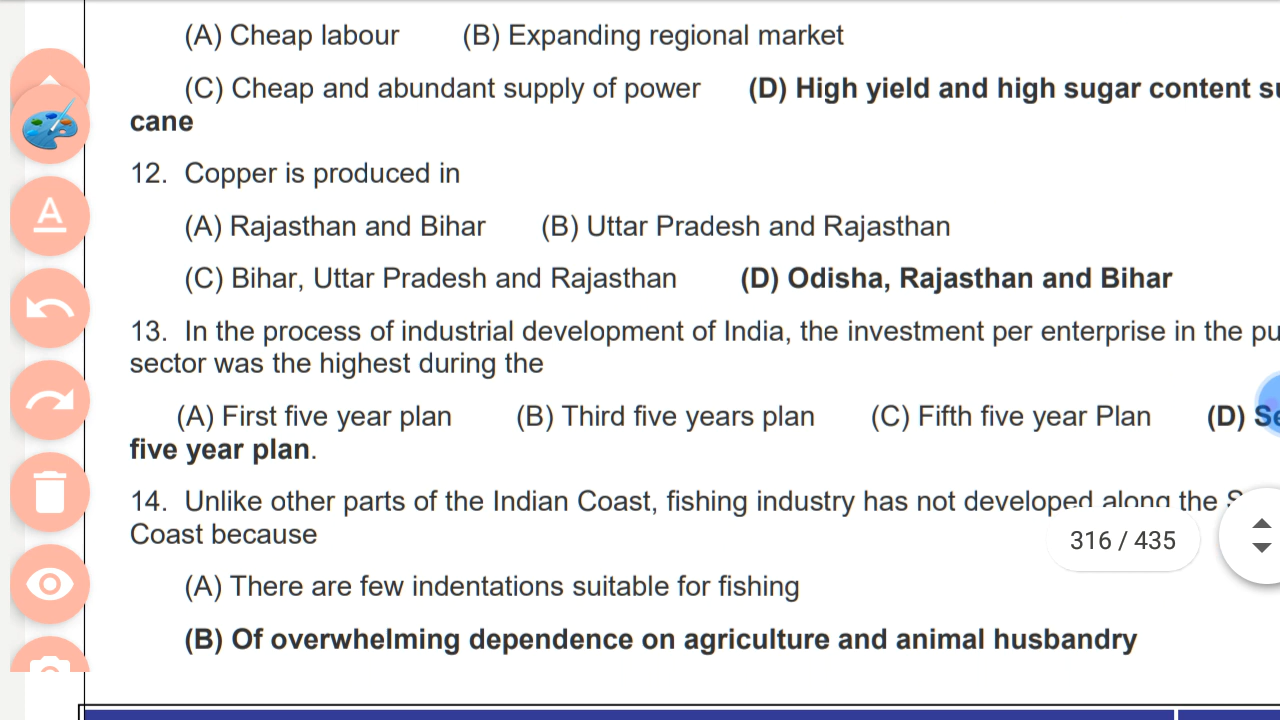 (A) Cheap labour (B) Expanding regional market
(C) Cheap and abundant supply of power (D) High yield and high sugar content
cane
12. Copper is produced in
(A) Rajasthan and Bihar (B) Uttar Pradesh and Rajasthan
(C) Bihar, Uttar Pradesh and Rajasthan (D) Odisha, Rajasthan and Bihar
13. In the process of industrial development of India, the investment per enterprise in the
sector was the highest during the
(A) First five year plan (B) Third five years plan (C) Fifth five year Plan (D)
five year plan.
14. Unlike other parts of the Indian Coast, fishing industry has not developed along the
Coast because
316 / 435
(A) There are few indentations suitable for fishing
(B) Of overwhelming dependence on agriculture and animal husbandry
A